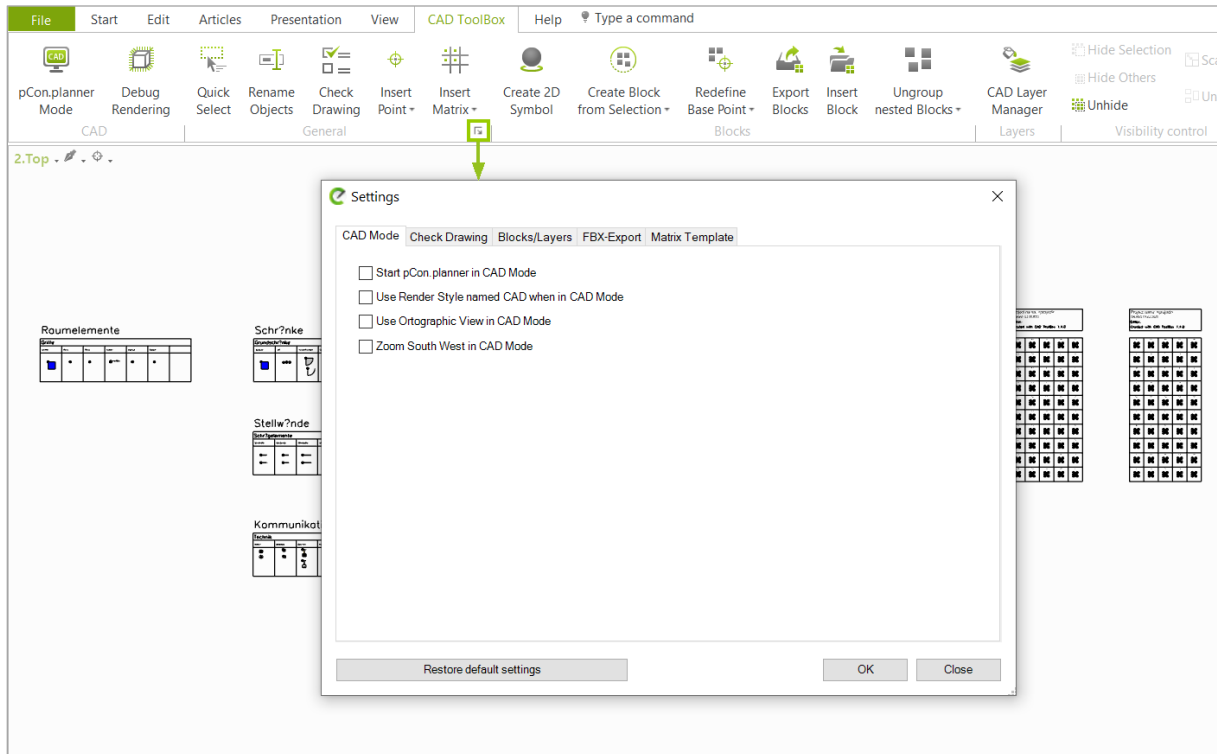 File Start Edit Articles Presentation View CAD ToolBox Help Type a command
CAD
pCon.planner Mode
Debug Rendering
Quick Select
Rename Objects
Check Drawing
Insert Point
Insert Matrix
Create 2D Symbol
Create Block from Selection
Redefine Base Point
Export Blocks
Insert Block
Ungroup nested Blocks
CAD Layer Manager
Hide Selection
Hide Others
Unhide
CAD General Blocks Layers Visibility control
2.Top
Settings
CAD Mode Check Drawing Blocks/Layers FBX-Export Matrix Template
Start pCon.planner in CAD Mode
Use Render Style named CAD when in CAD Mode
Use Ortographic View in CAD Mode
Zoom South West in CAD Mode
Raumelemente
Schr?nke
Stellw?nde
Technik
Restore default settings OK Close